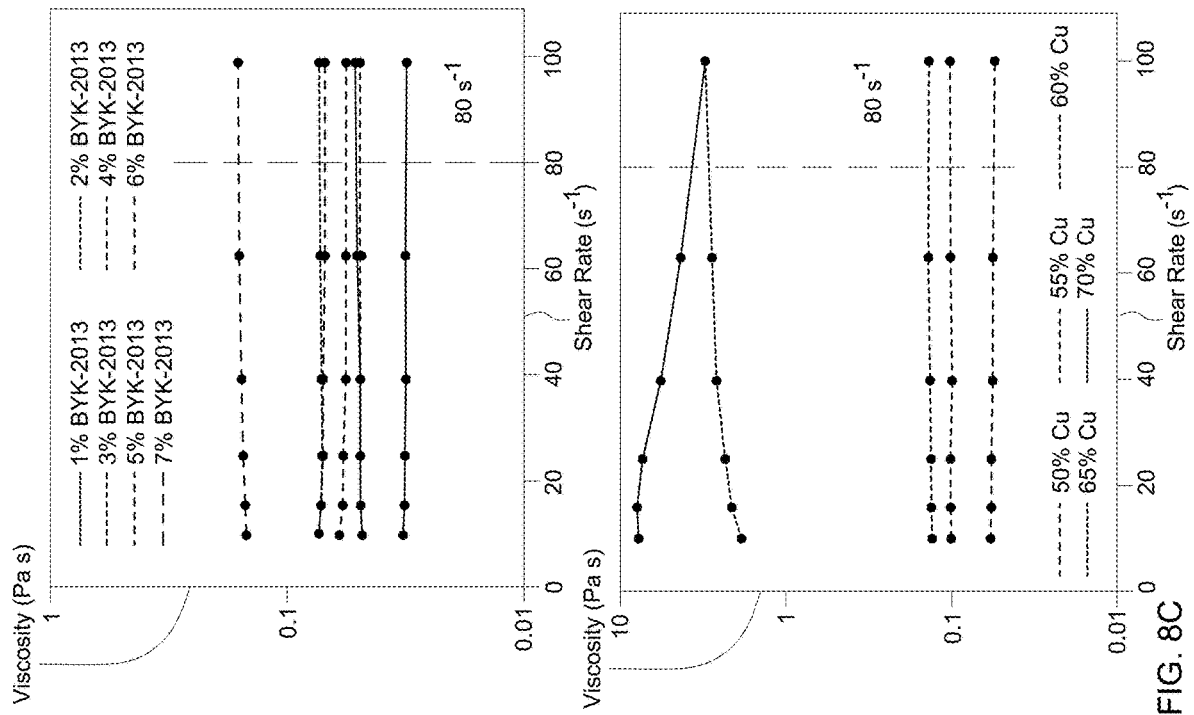 Viscosity (Pa s)
1
0.1
0.01
1% BYK-2013
2% BYK-2013
3% BYK-2013
4% BYK-2013
5% BYK-2013
6% BYK-2013
7% BYK-2013
80 s⁻¹
0 20 40 60 80 100
Shear Rate (s⁻¹)
Viscosity (Pa s)
10
1
0.1
0.01
80 s⁻¹
50% Cu 55% Cu 60% Cu
65% Cu 70% Cu
0 20 40 60 80 100
Shear Rate (s⁻¹)
FIG. 8C